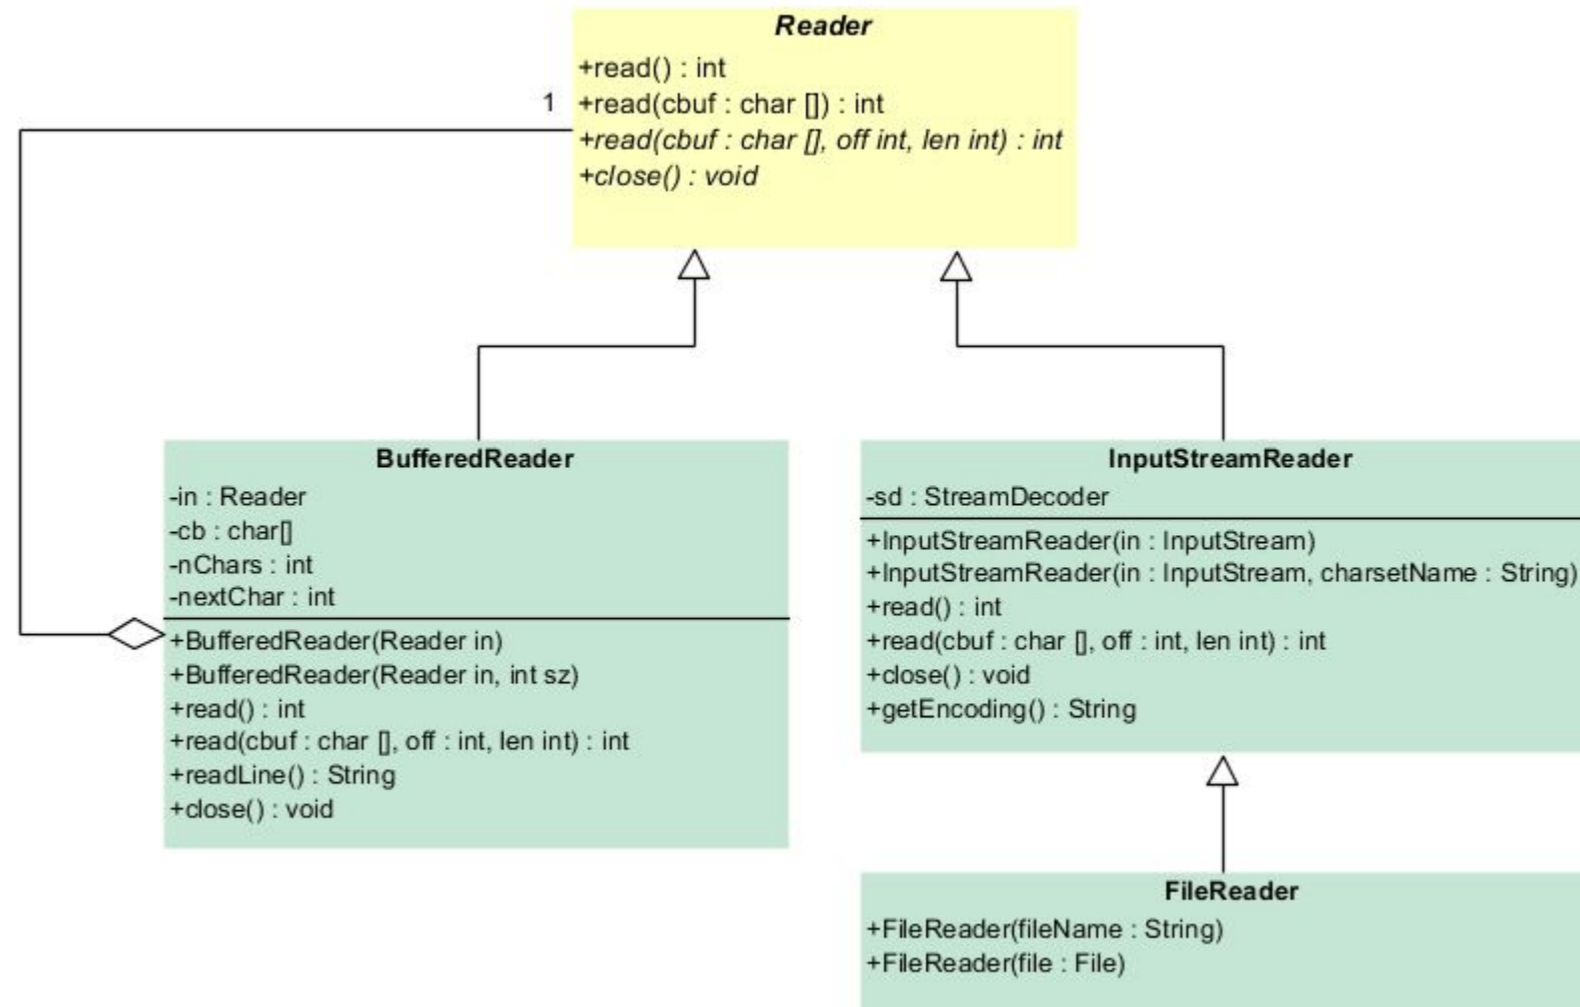 Reader
+read() : int
1
+read(cbuf : char []) : int
+read(cbuf : char [], off int, len int) : int
+close() : void
BufferedReader
-in : Reader
-cb : char[]
-nChars : int
-nextChar : int
+BufferedReader(Reader in)
+BufferedReader(Reader in, int sz)
+read() : int
+read(cbuf : char [], off : int, len int) : int
+readLine() : String
+close() : void
InputStreamReader
-sd : StreamDecoder
+InputStreamReader(in : InputStream)
+InputStreamReader(in : InputStream, charsetName : String)
+read() : int
+read(cbuf : char [], off : int, len int) : int
+close() : void
+getEncoding() : String
FileReader
+FileReader(fileName : String)
+FileReader(file : File)